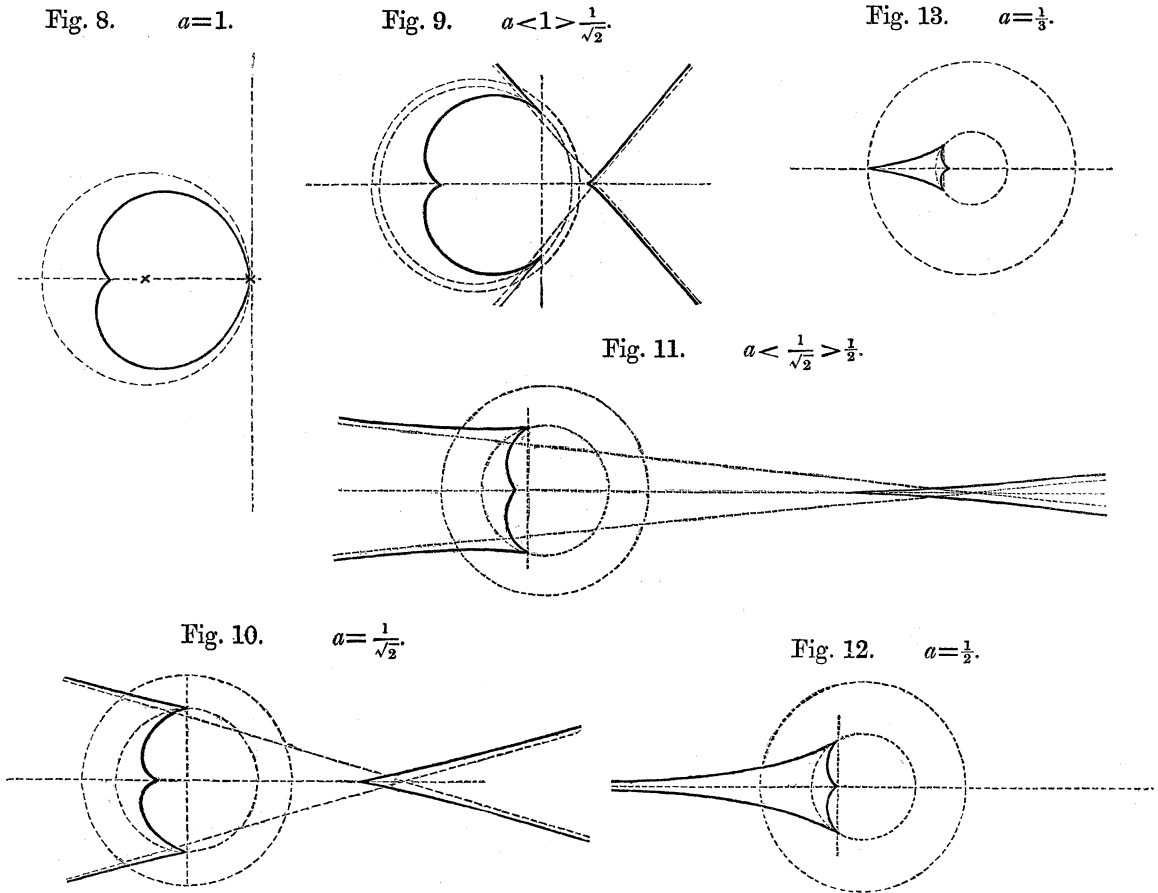 Fig. 8. a=1.
Fig. 9. a<1>1/√2.
Fig. 13. a=1/3.
Fig. 11. a<1/√2>1/2.
Fig. 10. a=1/√2.
Fig. 12. a=1/2.